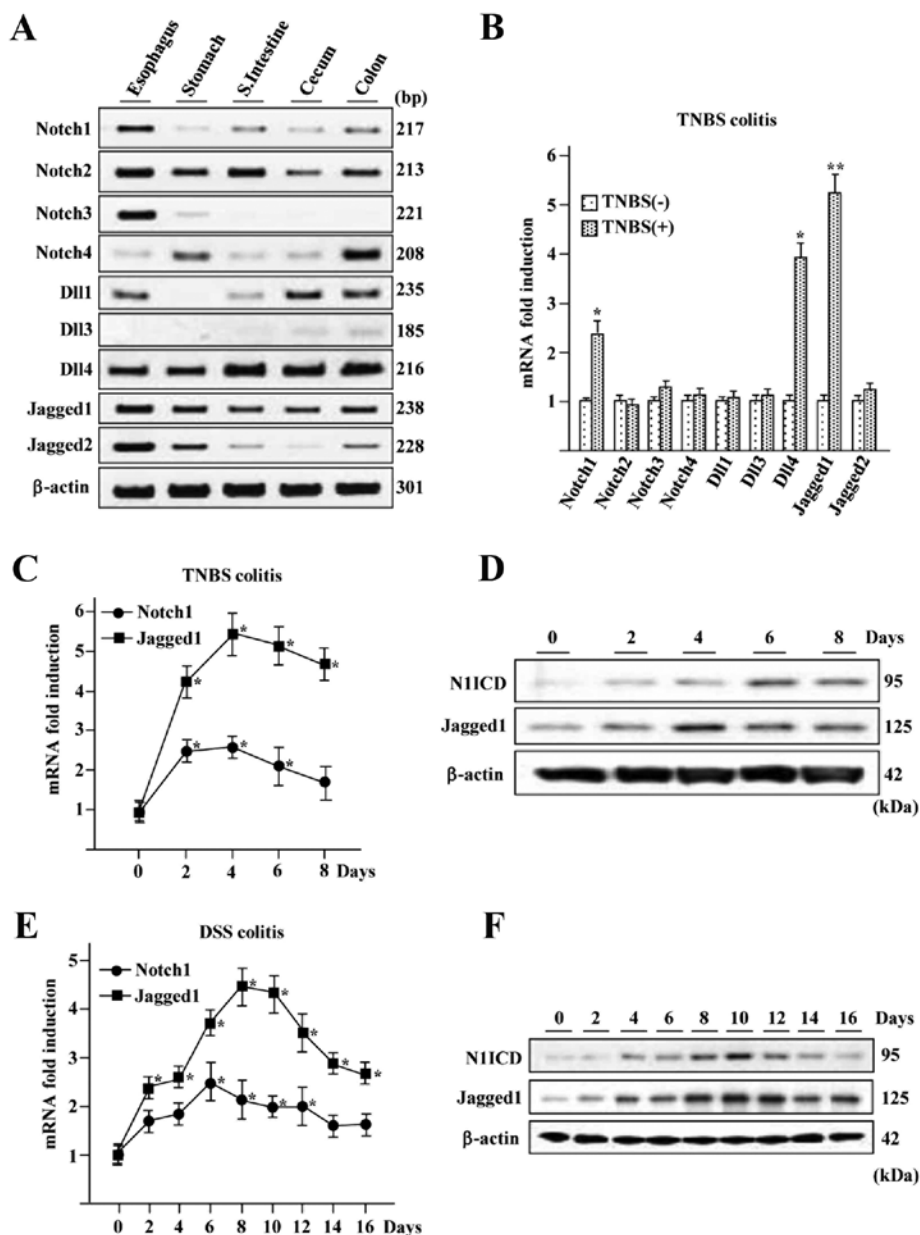 A
Esophagus Stomach S.Intestine Cecum Colon
(bp)
Notch1 217
Notch2 213
Notch3 221
Notch4 208
Dll1 235
Dll3 185
Dll4 216
Jagged1 238
Jagged2 228
β-actin 301
B
TNBS colitis
mRNA fold induction
6
5
4
3
2
1
TNBS(-)
TNBS(+)
*
*
**
Notch1 Notch2 Notch3 Notch4 Dll1 Dll3 Dll4 Jagged1 Jagged2
C
TNBS colitis
mRNA fold induction
6
5
4
3
2
1
Notch1
Jagged1
* * * *
* * *
0 2 4 6 8 Days
D
0 2 4 6 8 Days
N1ICD 95
Jagged1 125
β-actin 42
(kDa)
E
DSS colitis
mRNA fold induction
5
4
3
2
1
Notch1
Jagged1
* * * * * * * *
* * * *
0 2 4 6 8 10 12 14 16 Days
F
0 2 4 6 8 10 12 14 16 Days
N1ICD 95
Jagged1 125
β-actin 42
(kDa)